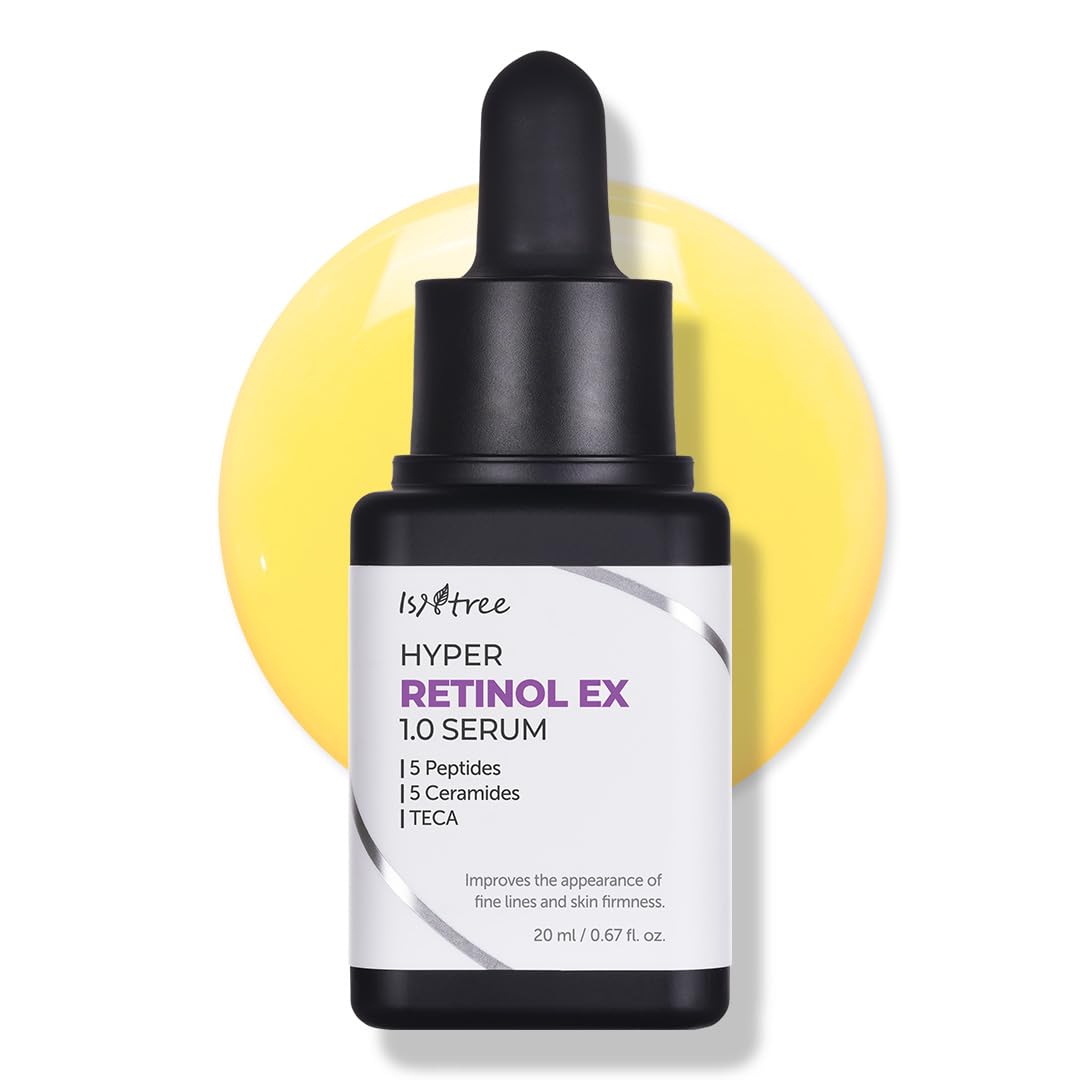 Isntree
HYPER
RETINOL EX
1.0 SERUM
| 5 Peptides
| 5 Ceramides
| TECA
Improves the appearance of
fine lines and skin firmness.
20 ml / 0.67 fl. oz.